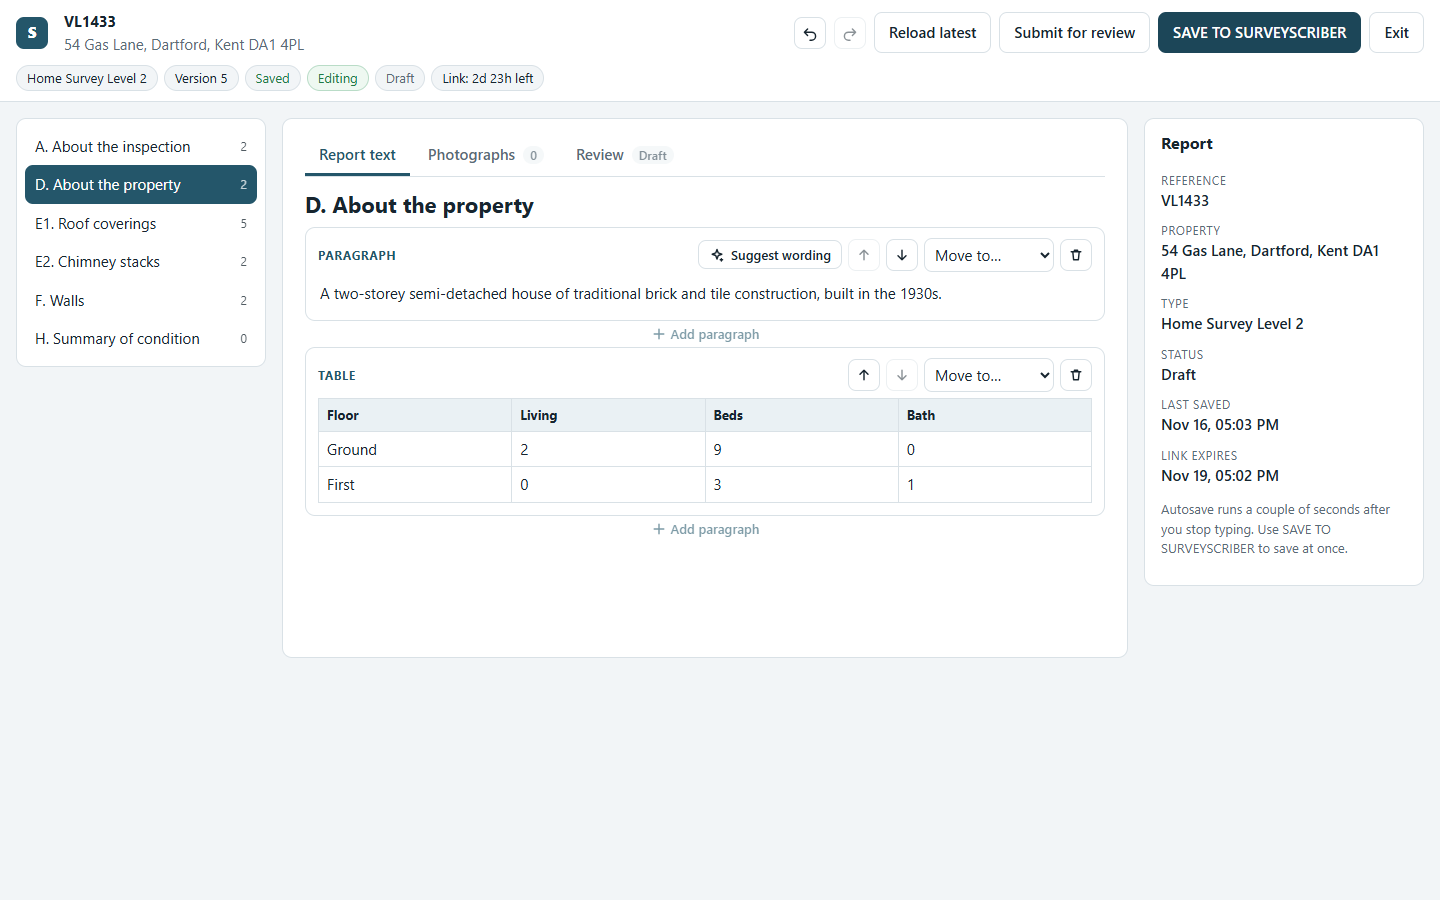 S
VL1433
54 Gas Lane, Dartford, Kent DA1 4PL
Reload latest
Submit for review
SAVE TO SURVEYSCRIBER
Exit
Home Survey Level 2
Version 5
Saved
Editing
Draft
Link: 2d 23h left
A. About the inspection 2
D. About the property 2
E1. Roof coverings 5
E2. Chimney stacks 2
F. Walls 2
H. Summary of condition 0
Report text
Photographs 0
Review Draft
D. About the property
PARAGRAPH
Suggest wording
Move to...
A two-storey semi-detached house of traditional brick and tile construction, built in the 1930s.
+ Add paragraph
TABLE
Move to...
Floor Living Beds Bath
Ground 2 9 0
First 0 3 1
+ Add paragraph
Report
REFERENCE
VL1433
PROPERTY
54 Gas Lane, Dartford, Kent DA1
4PL
TYPE
Home Survey Level 2
STATUS
Draft
LAST SAVED
Nov 16, 05:03 PM
LINK EXPIRES
Nov 19, 05:02 PM
Autosave runs a couple of seconds after
you stop typing. Use SAVE TO
SURVEYSCRIBER to save at once.